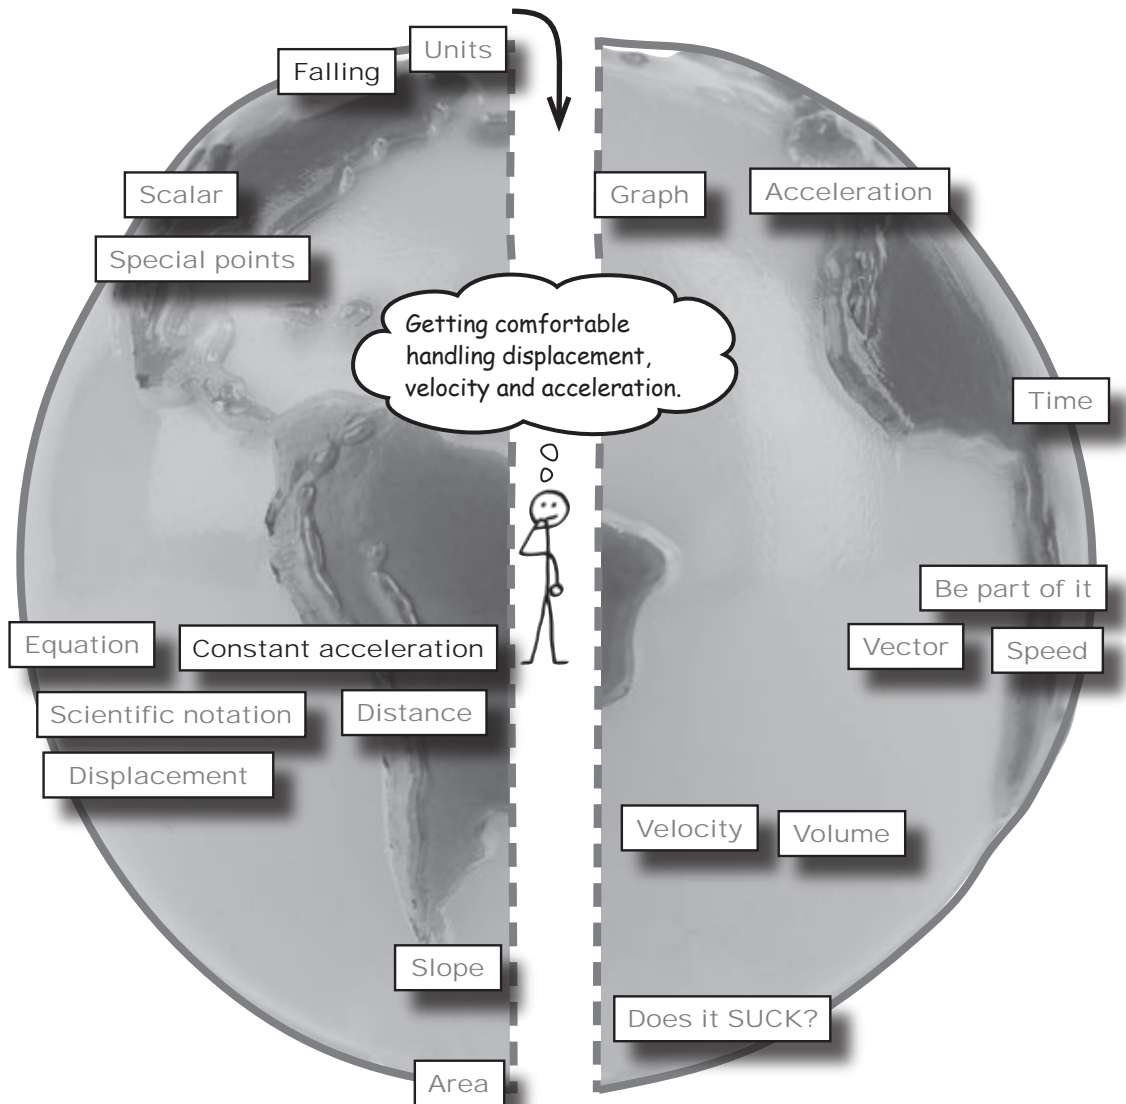 Units
Falling
Scalar
Graph
Acceleration
Special points
Getting comfortable
handling displacement,
velocity and acceleration.
Time
Be part of it
Equation
Constant acceleration
Vector
Speed
Scientific notation
Distance
Displacement
Velocity
Volume
Slope
Does it SUCK?
Area